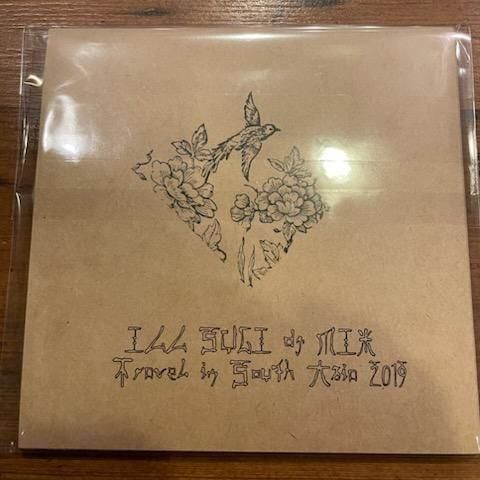 ILL SUGI dj MIX
Travel in South Asia 2019